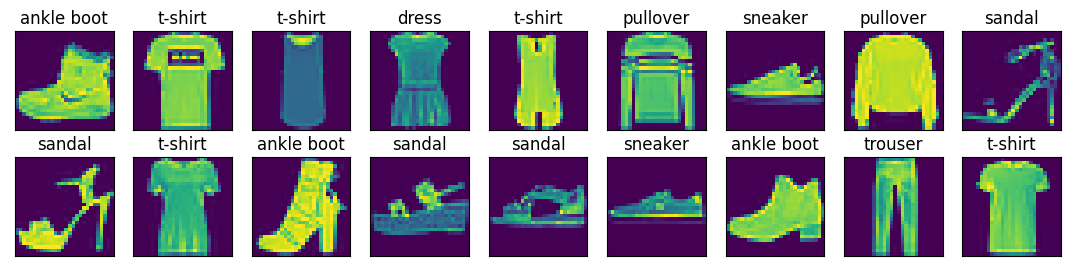 ankle boot t-shirt t-shirt dress t-shirt pullover sneaker pullover sandal
sandal t-shirt ankle boot sandal sandal sneaker ankle boot trouser t-shirt